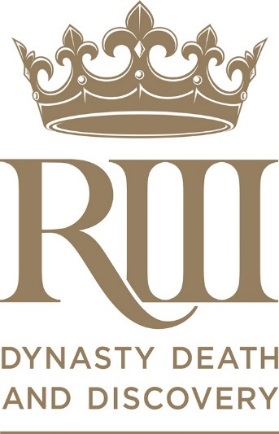 RIII
DYNASTY DEATH
AND DISCOVERY